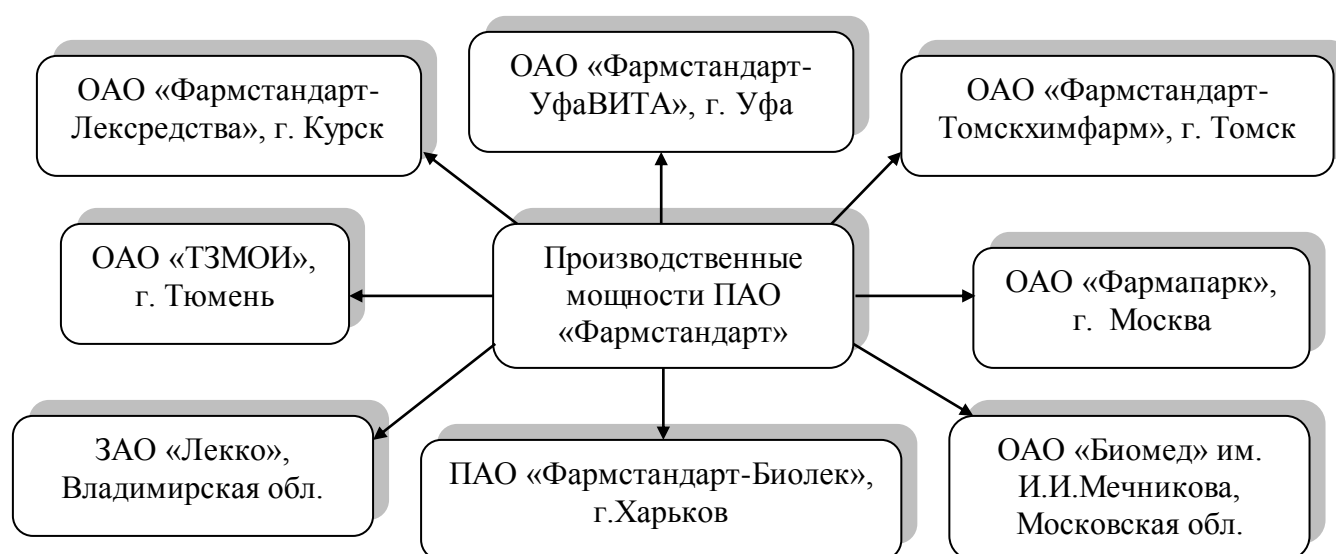 ОАО «Фармстандарт-
Лексредства», г. Курск
ОАО «Фармстандарт-
УфаВИТА», г. Уфа
ОАО «Фармстандарт-
Томскхимфарм», г. Томск
ОАО «ТЗМОИ»,
г. Тюмень
Производственные
мощности ПАО
«Фармстандарт»
ОАО «Фармапарк»,
г. Москва
ЗАО «Лекко»,
Владимирская обл.
ПАО «Фармстандарт-Биолек»,
г.Харьков
ОАО «Биомед» им.
И.И.Мечникова,
Московская обл.